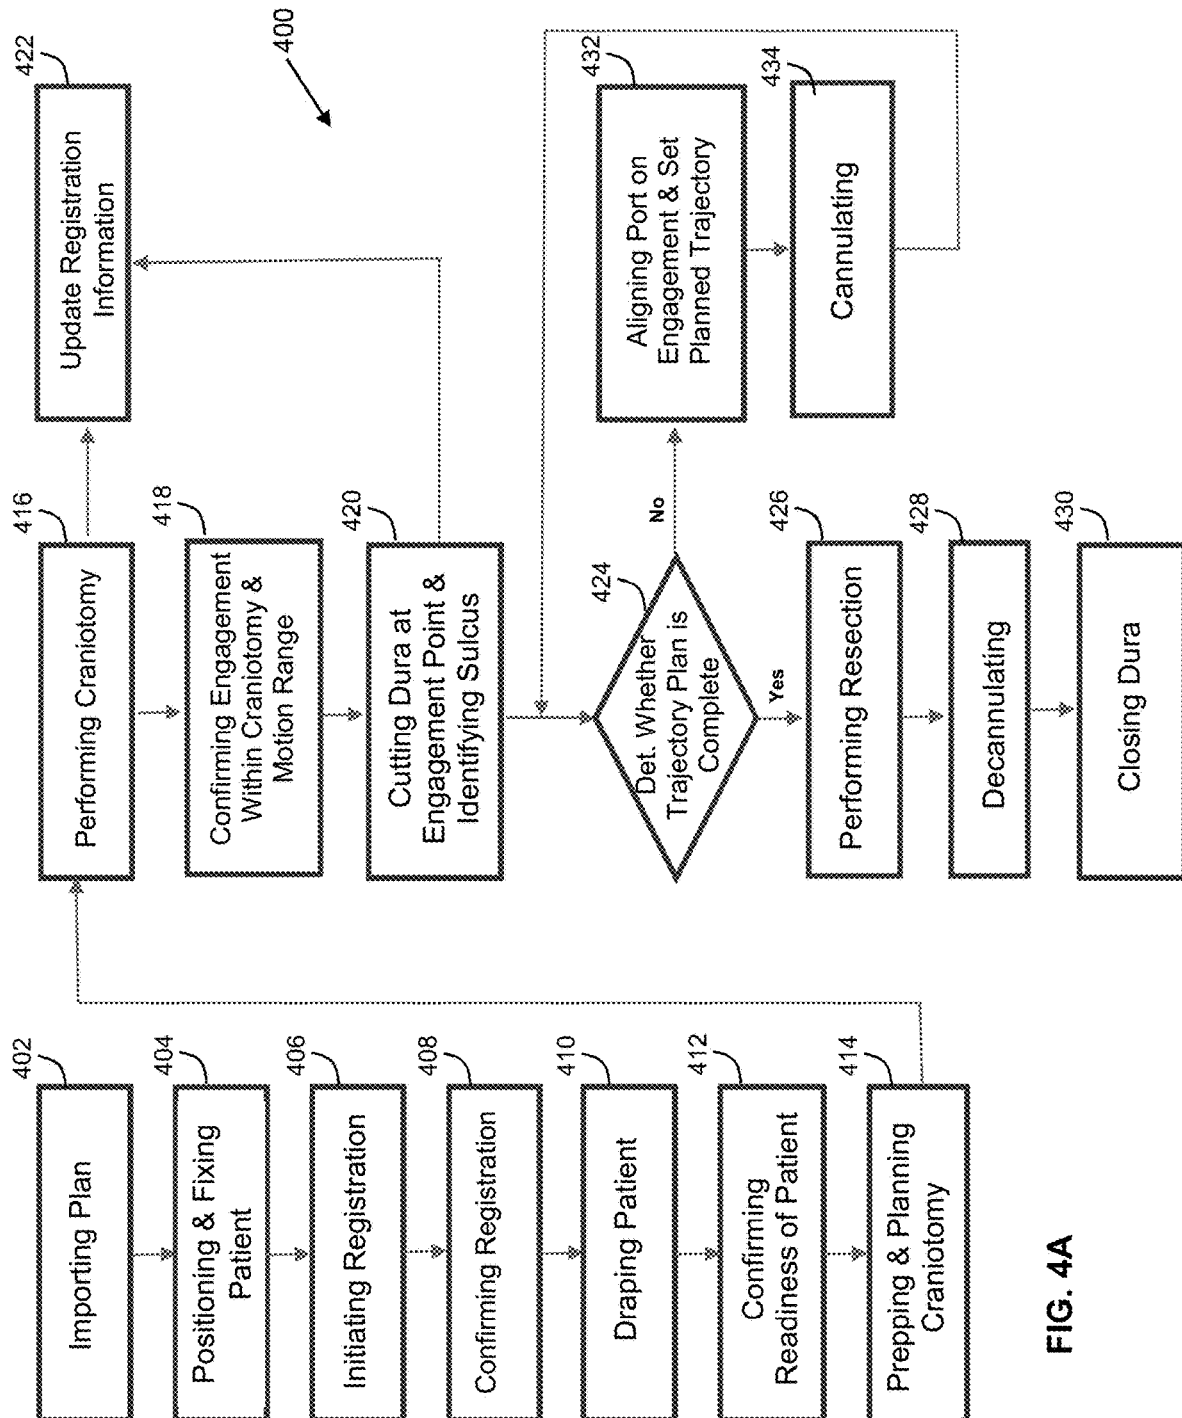 402
Importing Plan
404
Positioning & Fixing
Patient
406
Initiating Registration
408
Confirming Registration
410
Draping Patient
412
Confirming
Readiness of Patient
414
Prepping & Planning
Craniotomy
416
Performing Craniotomy
418
Confirming Engagement
Within Craniotomy &
Motion Range
420
Cutting Dura at
Engagement Point &
Identifying Sulcus
422
Update Registration
Information
400
424
Det. Whether
Trajectory Plan is
Complete
No
Yes
426
Performing Resection
428
Decannulating
430
Closing Dura
432
Aligning Port on
Engagement & Set
Planned Trajectory
434
Cannulating
FIG. 4A